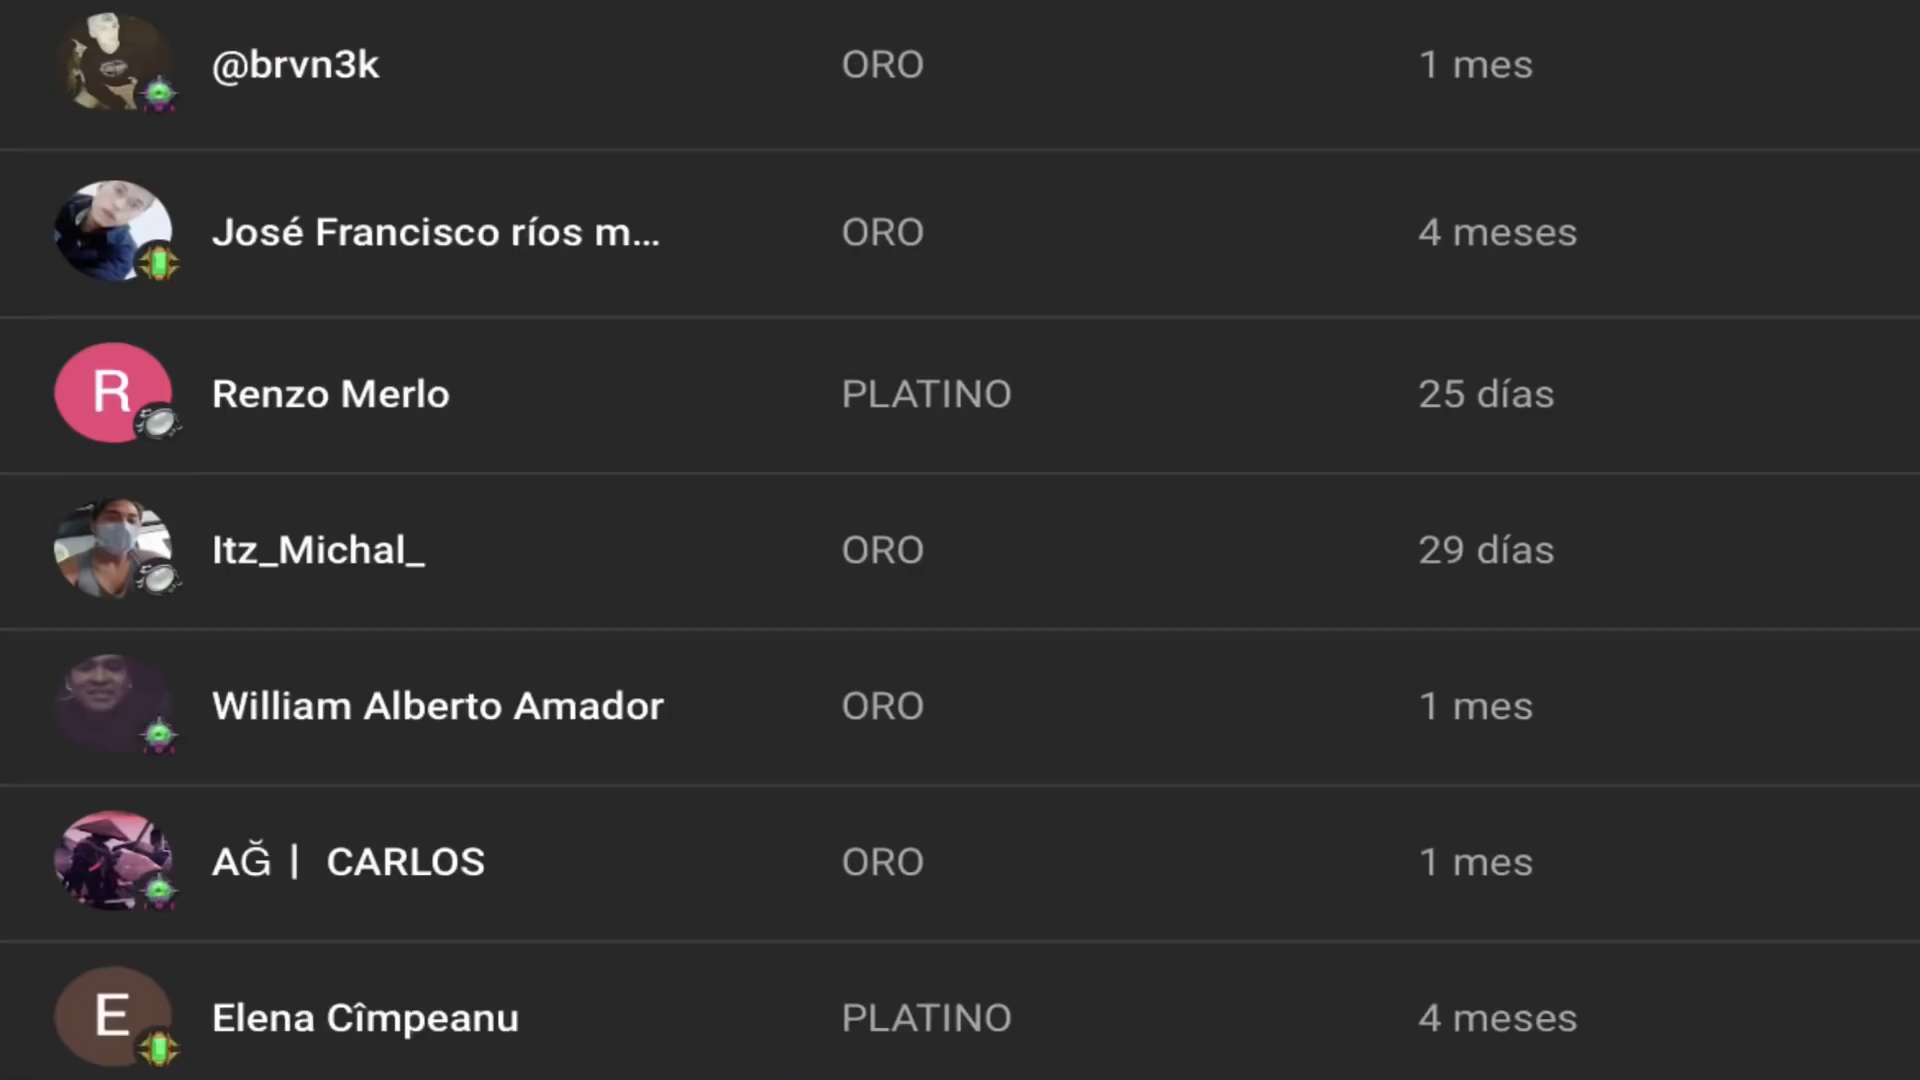 @brvn3k ORO 1 mes
José Francisco ríos m... ORO 4 meses
R Renzo Merlo PLATINO 25 días
Itz_Michal_ ORO 29 días
William Alberto Amador ORO 1 mes
AĞ | CARLOS ORO 1 mes
E Elena Cîmpeanu PLATINO 4 meses